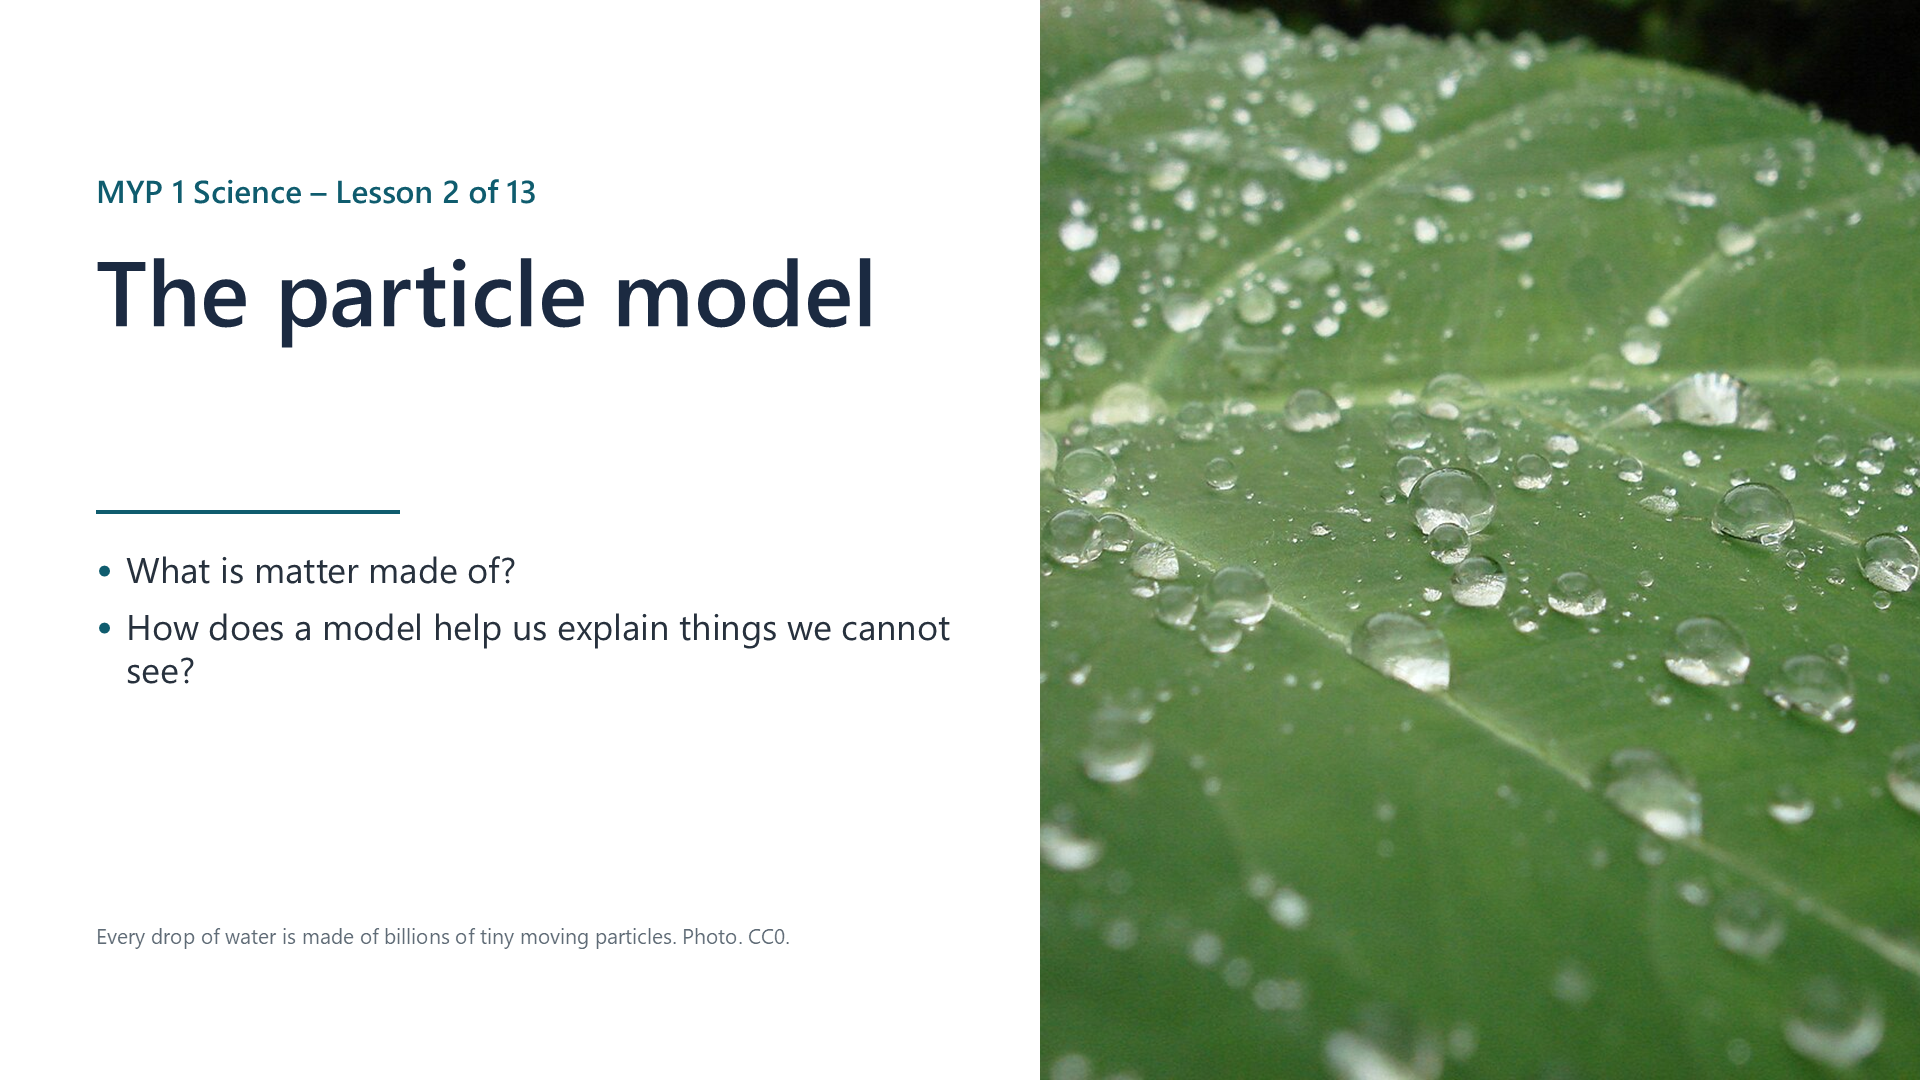 MYP 1 Science – Lesson 2 of 13
The particle model
• What is matter made of?
• How does a model help us explain things we cannot
see?
Every drop of water is made of billions of tiny moving particles. Photo. CC0.